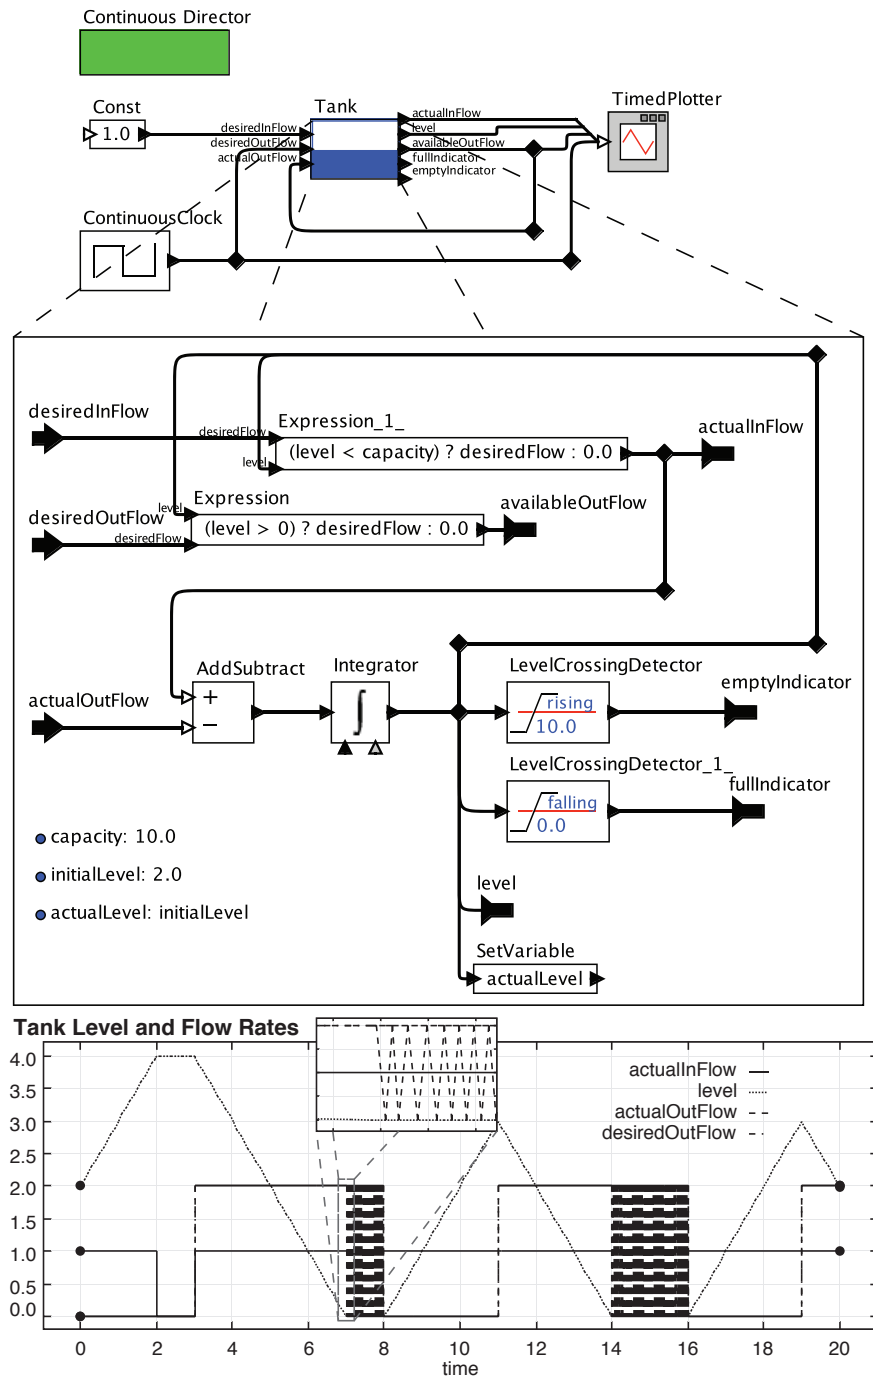 Continuous Director
Const
1.0
Tank
desiredInFlow
desiredOutFlow
actualOutFlow
actualInFlow
level
availableOutFlow
fullIndicator
emptyIndicator
TimedPlotter
ContinuousClock
desiredInFlow
desiredFlow
level
Expression_1_
(level < capacity) ? desiredFlow : 0.0
actualInFlow
desiredOutFlow
level
desiredFlow
Expression
(level > 0) ? desiredFlow : 0.0
availableOutFlow
actualOutFlow
AddSubtract
+
−
Integrator
∫
LevelCrossingDetector
rising
10.0
emptyIndicator
LevelCrossingDetector_1_
falling
0.0
fullIndicator
capacity: 10.0
initialLevel: 2.0
actualLevel: initialLevel
level
SetVariable
actualLevel
Tank Level and Flow Rates
actualInFlow
level
actualOutFlow
desiredOutFlow
4.0
3.5
3.0
2.5
2.0
1.5
1.0
0.5
0.0
0 2 4 6 8 10 12 14 16 18 20
time